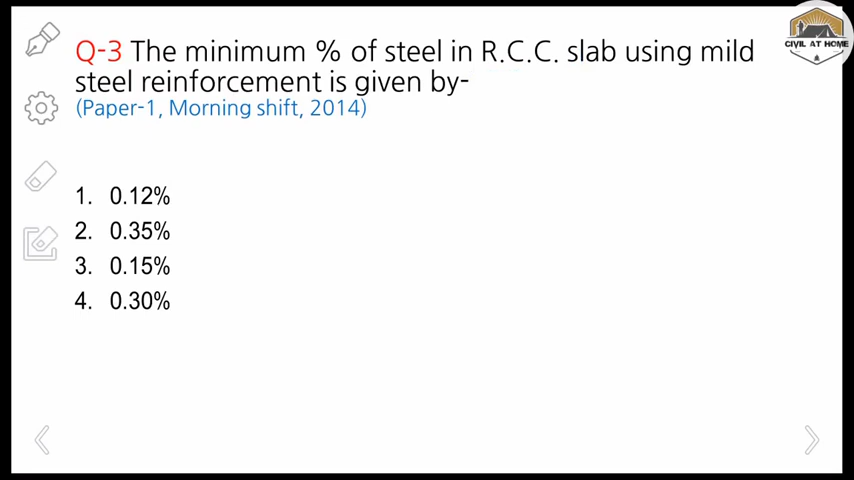 CIVIL AT HOME
Q-3 The minimum % of steel in R.C.C. slab using mild
steel reinforcement is given by-
(Paper-1, Morning shift, 2014)
1. 0.12%
2. 0.35%
3. 0.15%
4. 0.30%